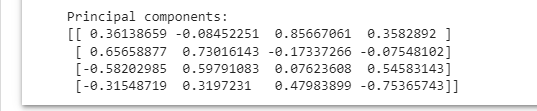 Principal components:
[[ 0.36138659 -0.08452251  0.85667061  0.3582892 ]
 [ 0.65658877  0.73016143 -0.17337266 -0.07548102]
 [-0.58202985  0.59791083  0.07623608  0.54583143]
 [-0.31548719  0.3197231   0.47983899 -0.75365743]]